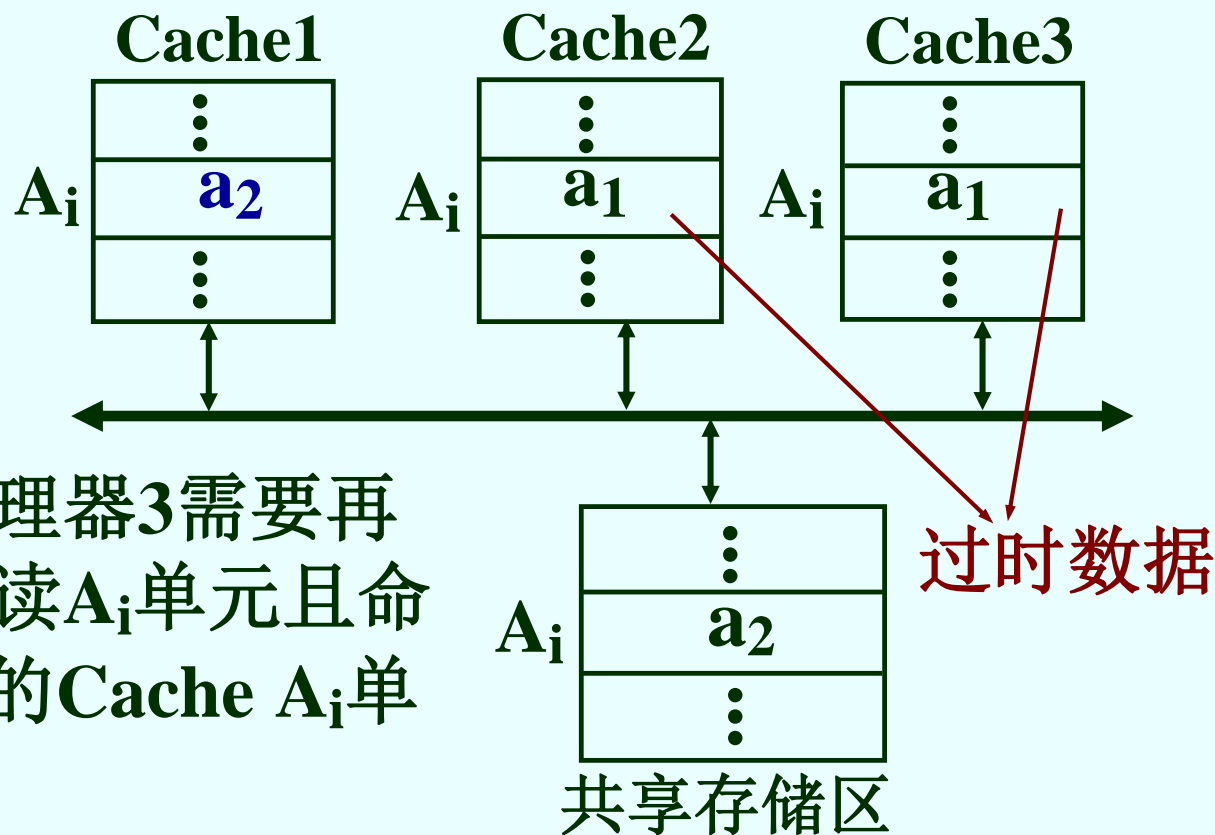 Cache1 Cache2 Cache3
Ai a2 Ai a1 Ai a1
理器3需要再
读Ai单元且命
的Cache Ai单
过时数据
Ai a2
共享存储区